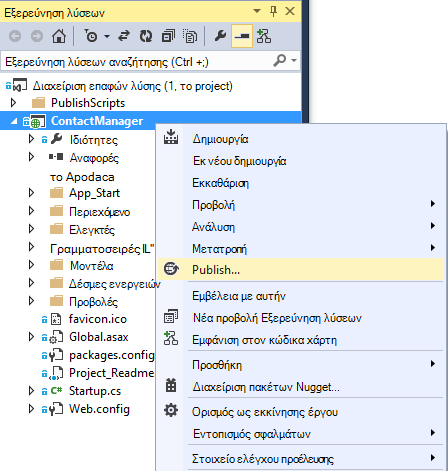 Εξερεύνηση λύσεων
Εξερεύνηση λύσεων αναζήτησης (Ctrl +;)
Διαχείριση επαφών λύσης (1, το project)
PublishScripts
ContactManager
Ιδιότητες
Αναφορές
το Apodaca
App_Start
Περιεχόμενο
Ελεγκτές
Γραμματοσειρές IL"
Μοντέλα
Δέσμες ενεργειών
Προβολές
favicon.ico
Global.asax
packages.config
Project_Readme
Startup.cs
Web.config
Δημιουργία
Εκ νέου δημιουργία
Εκκαθάριση
Προβολή
Ανάλυση
Μετατροπή
Publish...
Εμβέλεια με αυτήν
Νέα προβολή Εξερεύνηση λύσεων
Εμφάνιση στον κώδικα χάρτη
Προσθήκη
Διαχείριση πακέτων Nugget...
Ορισμός ως εκκίνησης έργου
Εντοπισμός σφαλμάτων
Στοιχείο ελέγχου προέλευσης